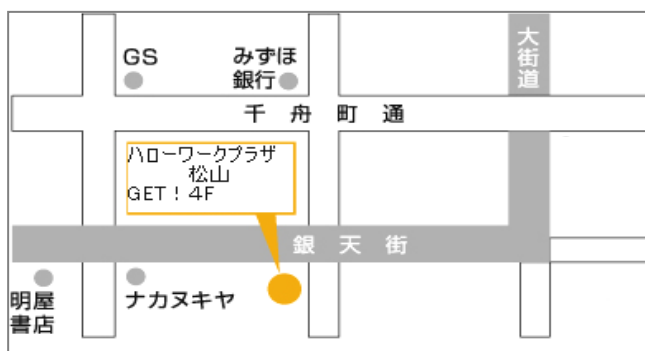 GS
みずほ
銀行
大街道
千舟町通
ハローワークプラザ
松山
GET！4F
銀天街
明屋
書店
ナカヌキヤ